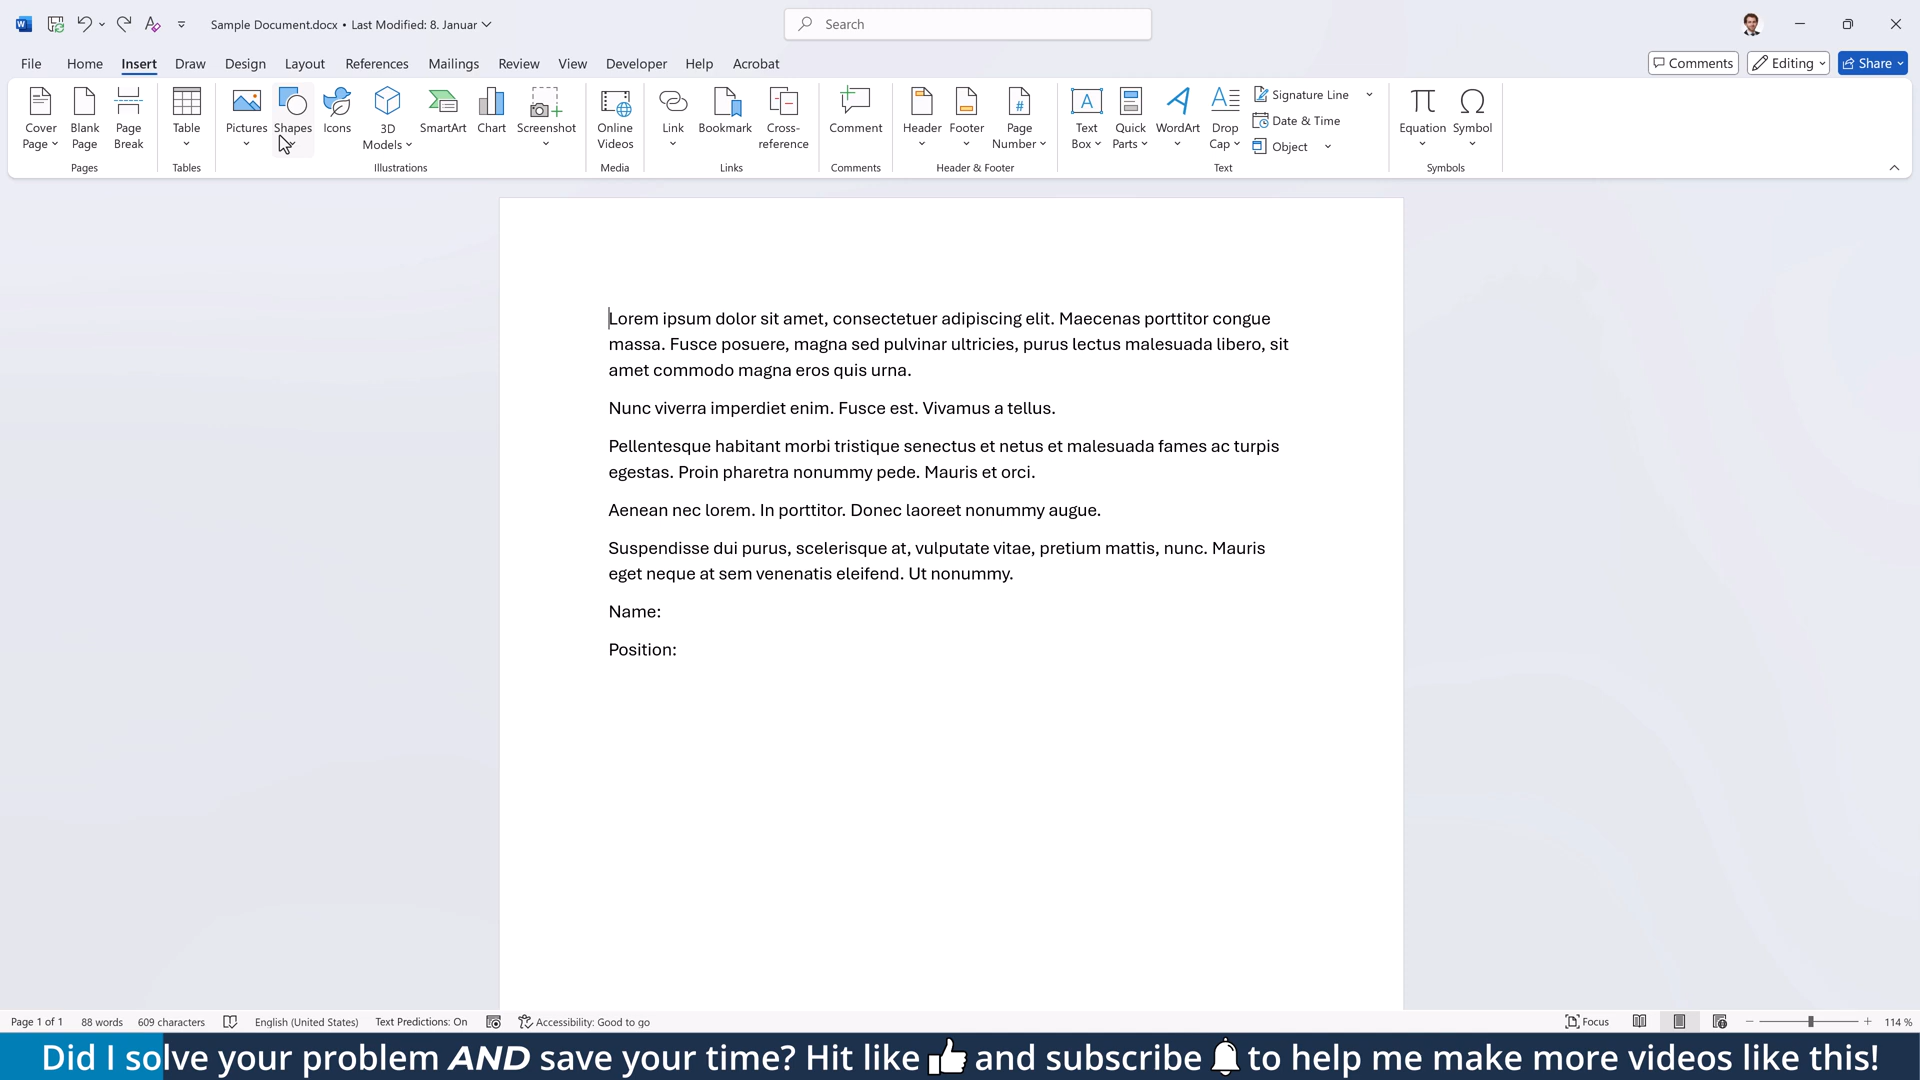 Sample Document.docx • Last Modified: 8. Januar
Search
File Home Insert Draw Design Layout References Mailings Review View Developer Help Acrobat
Comments Editing Share
Cover Page
Blank Page
Page Break
Pages
Table
Tables
Pictures
Shapes
Icons
3D Models
SmartArt
Chart
Screenshot
Illustrations
Online Videos
Media
Link
Bookmark
Cross-reference
Links
Comment
Comments
Header
Footer
Page Number
Header & Footer
Text Box
Quick Parts
WordArt
Drop Cap
Signature Line
Date & Time
Object
Text
Equation
Symbol
Symbols
Lorem ipsum dolor sit amet, consectetuer adipiscing elit. Maecenas porttitor congue
massa. Fusce posuere, magna sed pulvinar ultricies, purus lectus malesuada libero, sit
amet commodo magna eros quis urna.
Nunc viverra imperdiet enim. Fusce est. Vivamus a tellus.
Pellentesque habitant morbi tristique senectus et netus et malesuada fames ac turpis
egestas. Proin pharetra nonummy pede. Mauris et orci.
Aenean nec lorem. In porttitor. Donec laoreet nonummy augue.
Suspendisse dui purus, scelerisque at, vulputate vitae, pretium mattis, nunc. Mauris
eget neque at sem venenatis eleifend. Ut nonummy.
Name:
Position:
Page 1 of 1 88 words 609 characters English (United States) Text Predictions: On Accessibility: Good to go Focus 114 %
Did I solve your problem AND save your time? Hit like and subscribe to help me make more videos like this!